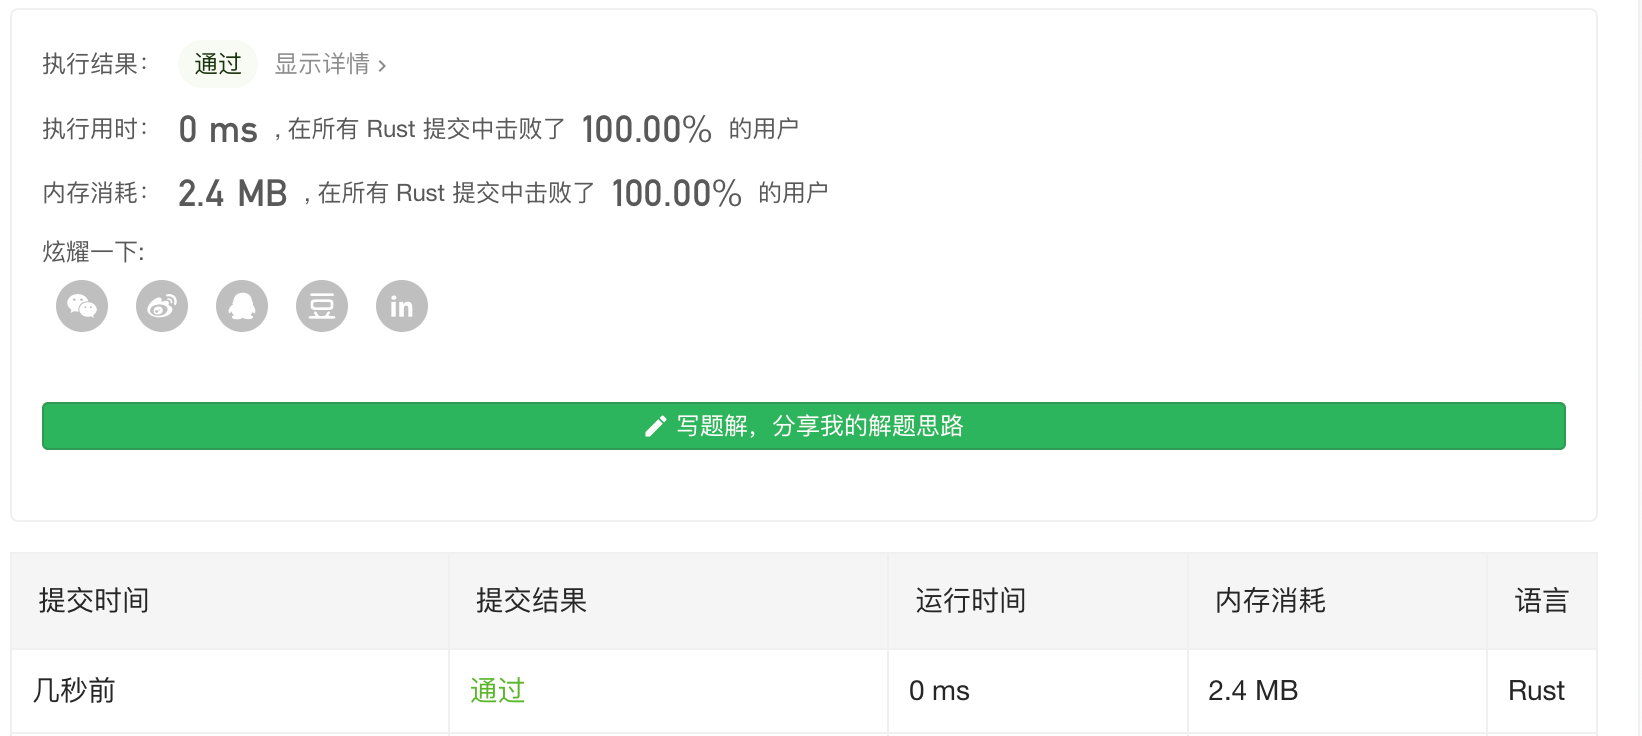 执行结果： 通过 显示详情 ›
执行用时： 0 ms , 在所有 Rust 提交中击败了 100.00% 的用户
内存消耗： 2.4 MB , 在所有 Rust 提交中击败了 100.00% 的用户
炫耀一下:
豆 in
写题解，分享我的解题思路
提交时间 提交结果 运行时间 内存消耗 语言
几秒前 通过 0 ms 2.4 MB Rust